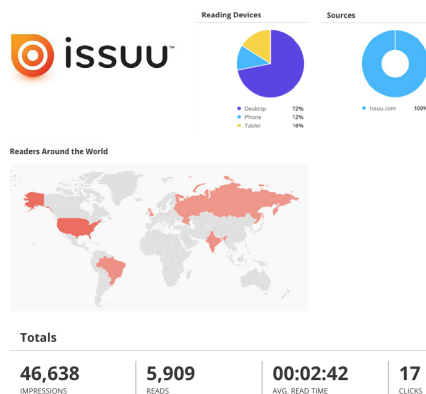 issuu™
Reading Devices
Desktop 72%
Phone 12%
Tablet 16%
Sources
Issuu.com 100%
Readers Around the World
Totals
46,638
IMPRESSIONS
5,909
READS
00:02:42
AVG. READ TIME
17
CLICKS